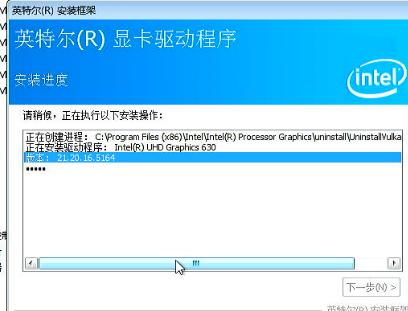 英特尔(R) 安装框架
英特尔(R) 显卡驱动程序
安装进度
intel
请稍候，正在执行以下安装操作：
正在创建进程： C:\Program Files (x86)\Intel\Intel(R) Processor Graphics\uninstall\UninstallVulka
正在安装驱动程序： Intel(R) UHD Graphics 630
版本： 21.20.16.5164
•••••
下一步(N) >
英特尔(R) 安装框架